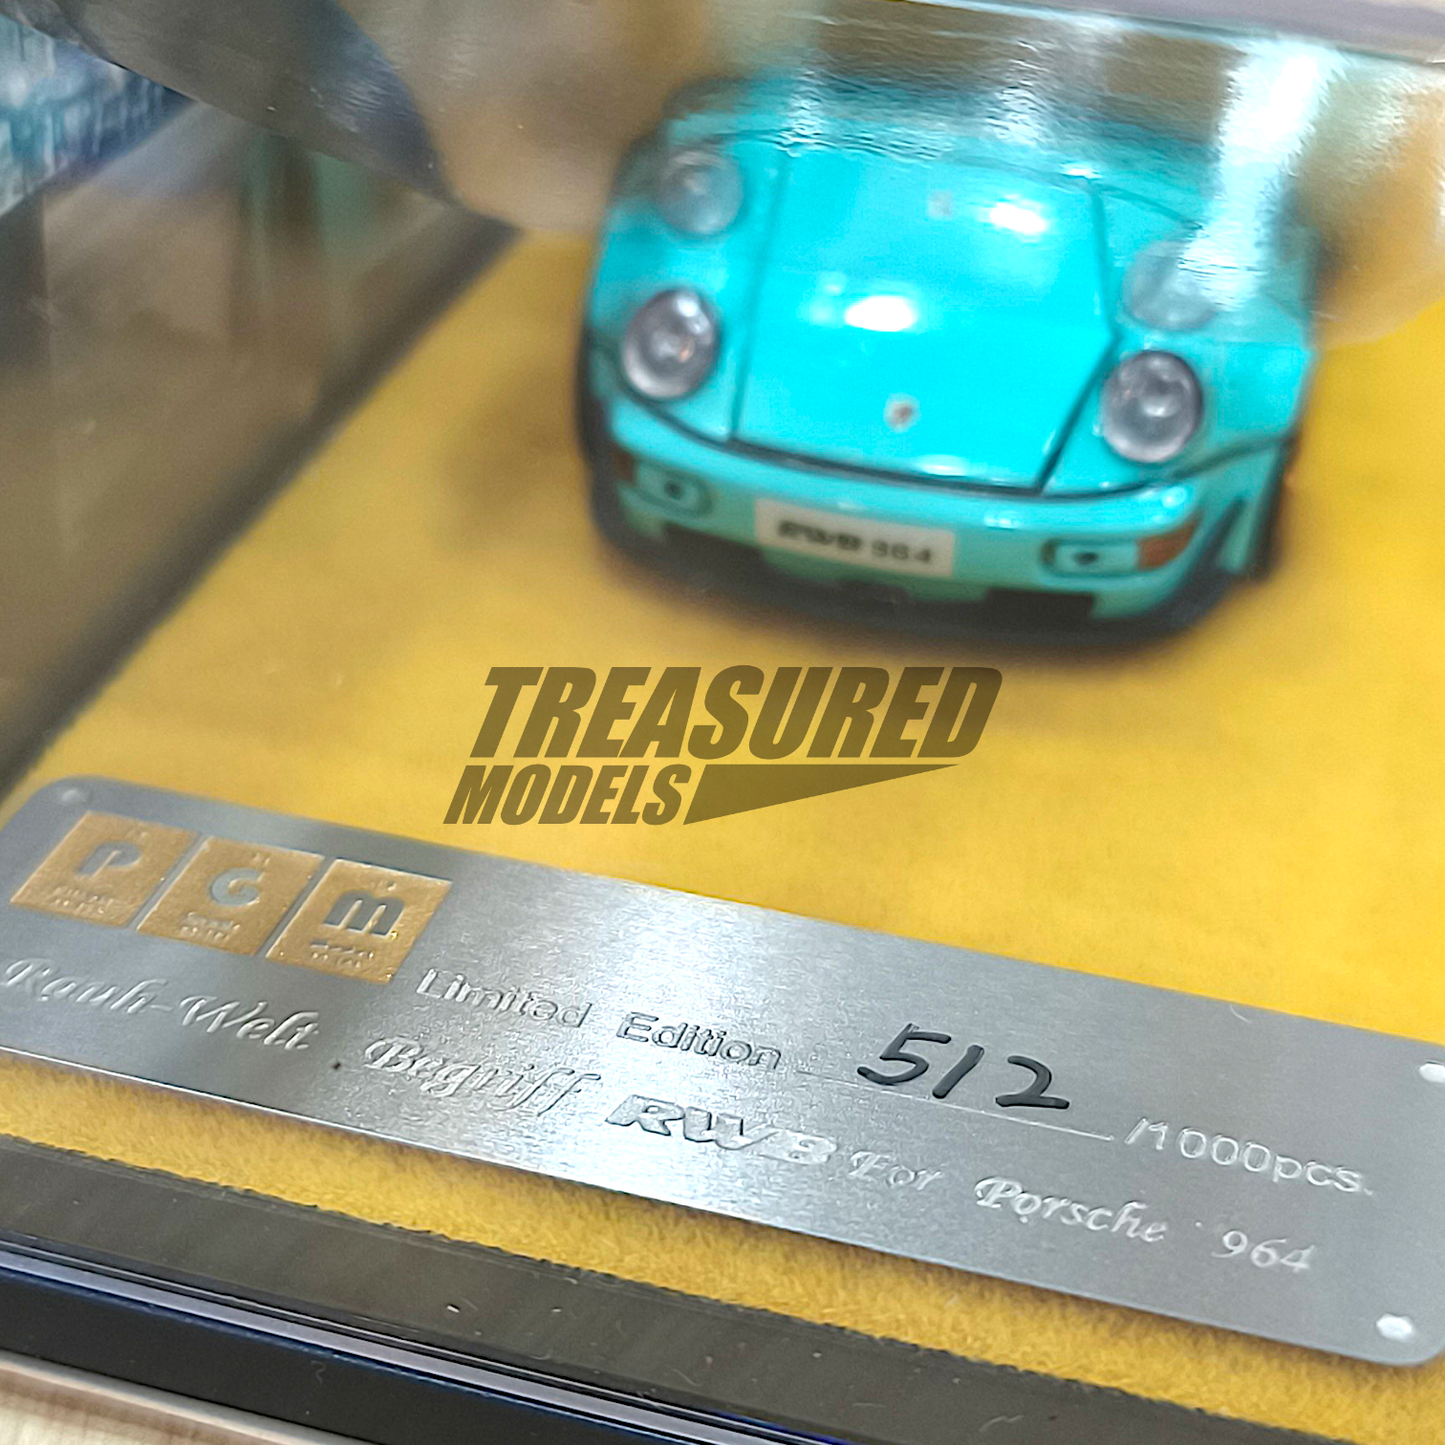 RWB 964
TREASURED
MODELS
P G m
Limited Edition 512 /1000pcs.
Rauh-Welt Begriff RWB For Porsche 964